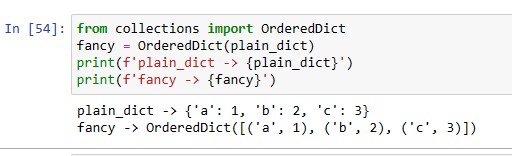 In [54]: from collections import OrderedDict
fancy = OrderedDict(plain_dict)
print(f'plain_dict -> {plain_dict}')
print(f'fancy -> {fancy}')
plain_dict -> {'a': 1, 'b': 2, 'c': 3}
fancy -> OrderedDict([('a', 1), ('b', 2), ('c', 3)])